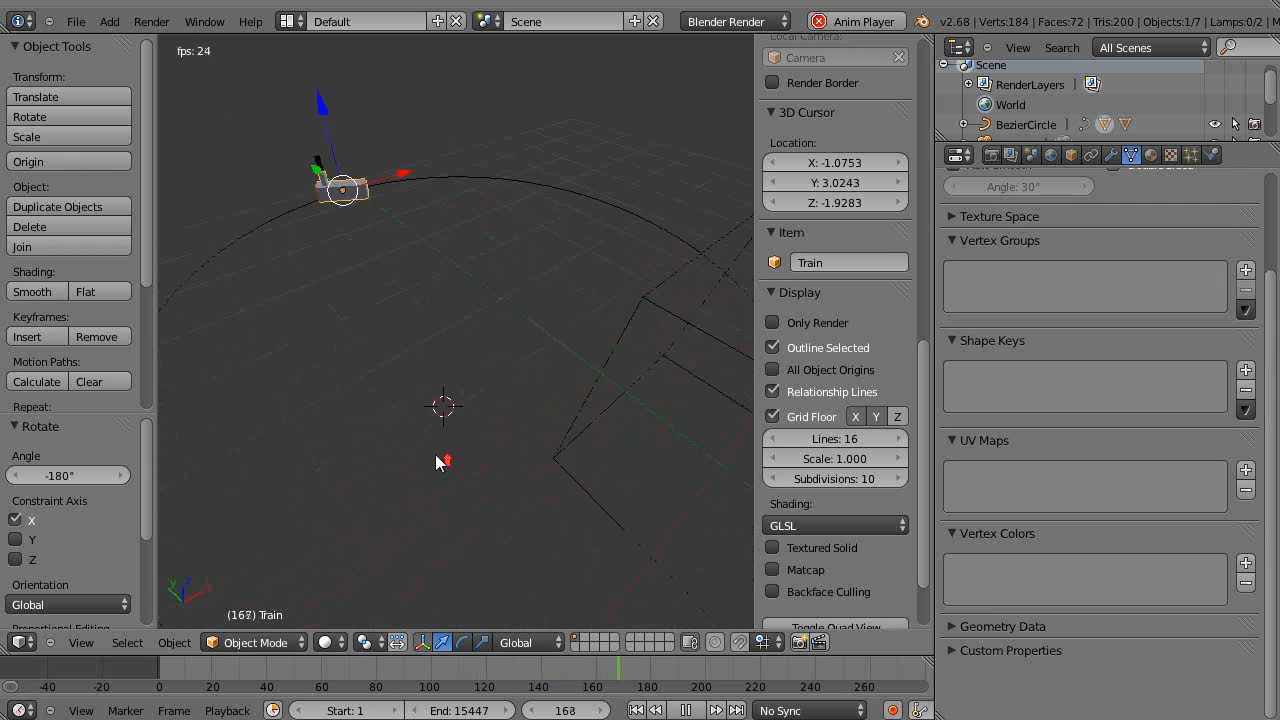 File Add Render Window Help Default Scene Blender Render Anim Player v2.68 | Verts:184 | Faces:72 | Tris:200 | Objects:1/7 | Lamps:0/2 | M
Object Tools
Transform:
Translate
Rotate
Scale
Origin
Object:
Duplicate Objects
Delete
Join
Shading:
Smooth Flat
Keyframes:
Insert Remove
Motion Paths:
Calculate Clear
Repeat:
Rotate
Angle
-180°
Constraint Axis
X
Y
Z
Orientation
Global
fps: 24
(167) Train
Local Camera:
Camera
Render Border
3D Cursor
Location:
X: -1.0753
Y: 3.0243
Z: -1.9283
Item
Train
Display
Only Render
Outline Selected
All Object Origins
Relationship Lines
Grid Floor X Y Z
Lines: 16
Scale: 1.000
Subdivisions: 10
Shading:
GLSL
Textured Solid
Matcap
Backface Culling
Toggle Quad View
View Search All Scenes
Scene
RenderLayers
World
BezierCircle
Angle: 30°
Texture Space
Vertex Groups
Shape Keys
UV Maps
Vertex Colors
Geometry Data
Custom Properties
View Select Object Object Mode Global
-40 -20 0 20 40 60 80 100 120 140 160 180 200 220 240 260
View Marker Frame Playback Start: 1 End: 15447 168 No Sync